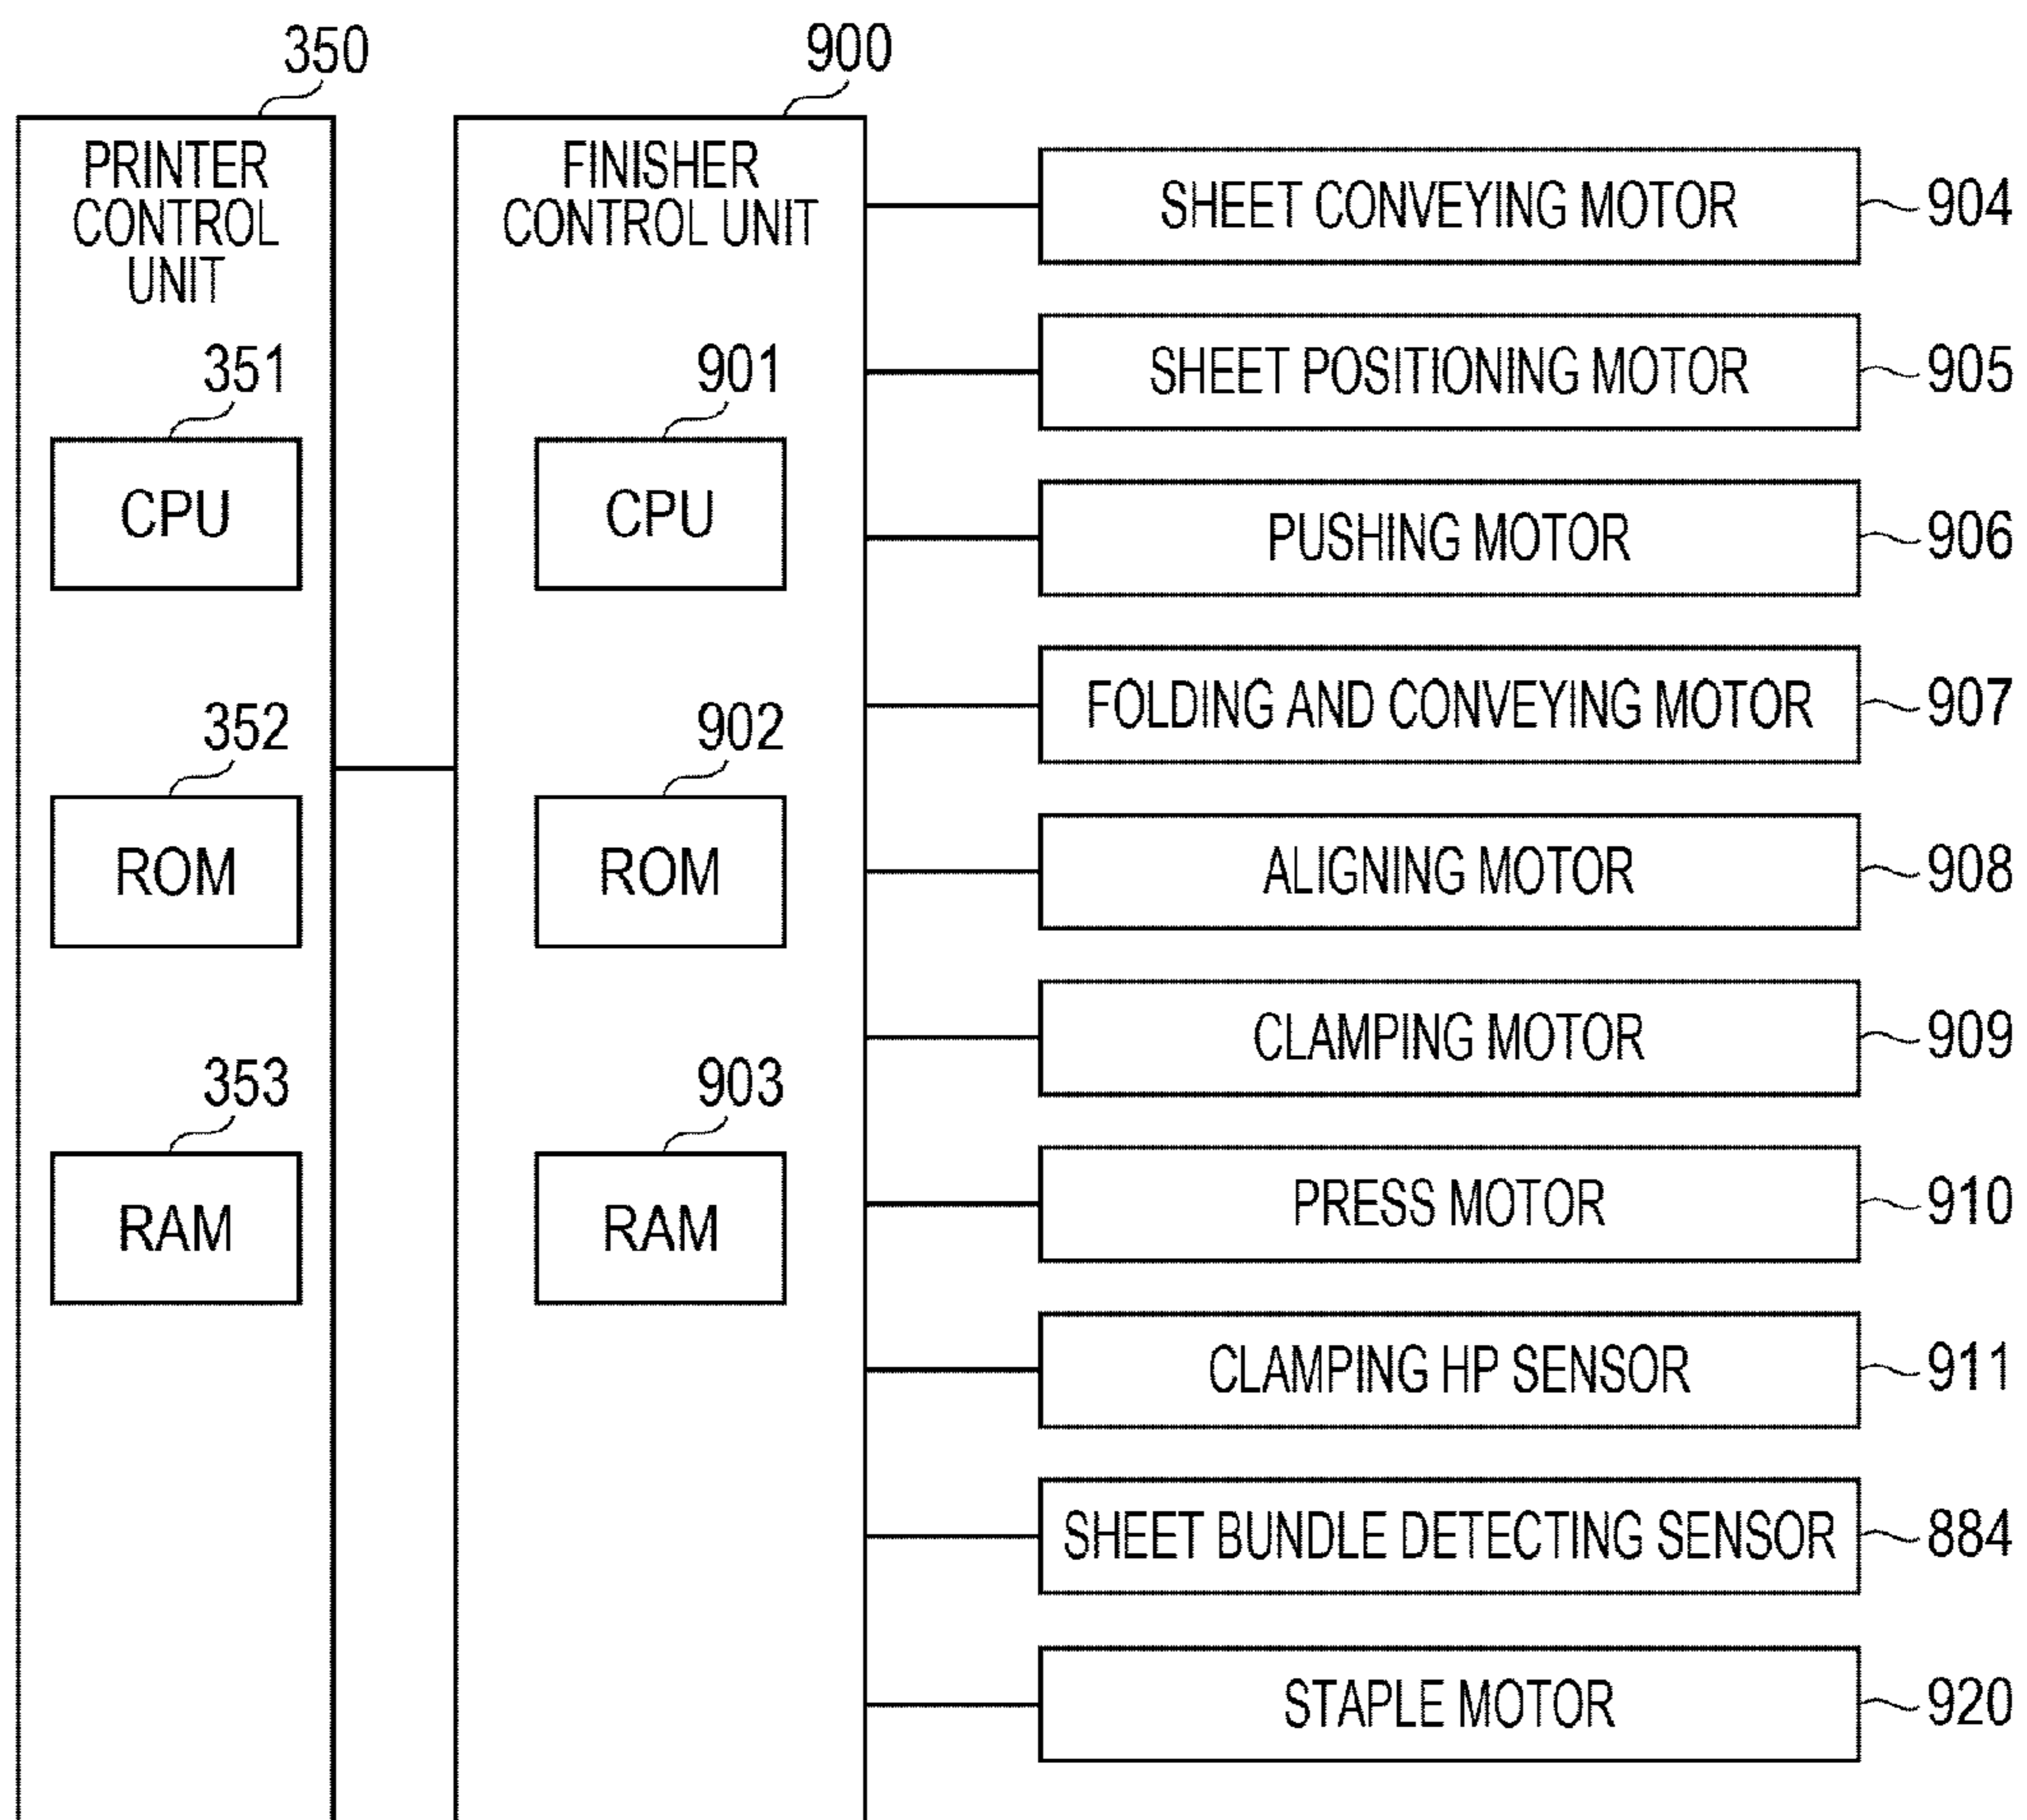 350
PRINTER
CONTROL
UNIT
351
CPU
352
ROM
353
RAM
900
FINISHER
CONTROL UNIT
901
CPU
902
ROM
903
RAM
SHEET CONVEYING MOTOR 904
SHEET POSITIONING MOTOR 905
PUSHING MOTOR 906
FOLDING AND CONVEYING MOTOR 907
ALIGNING MOTOR 908
CLAMPING MOTOR 909
PRESS MOTOR 910
CLAMPING HP SENSOR 911
SHEET BUNDLE DETECTING SENSOR 884
STAPLE MOTOR 920